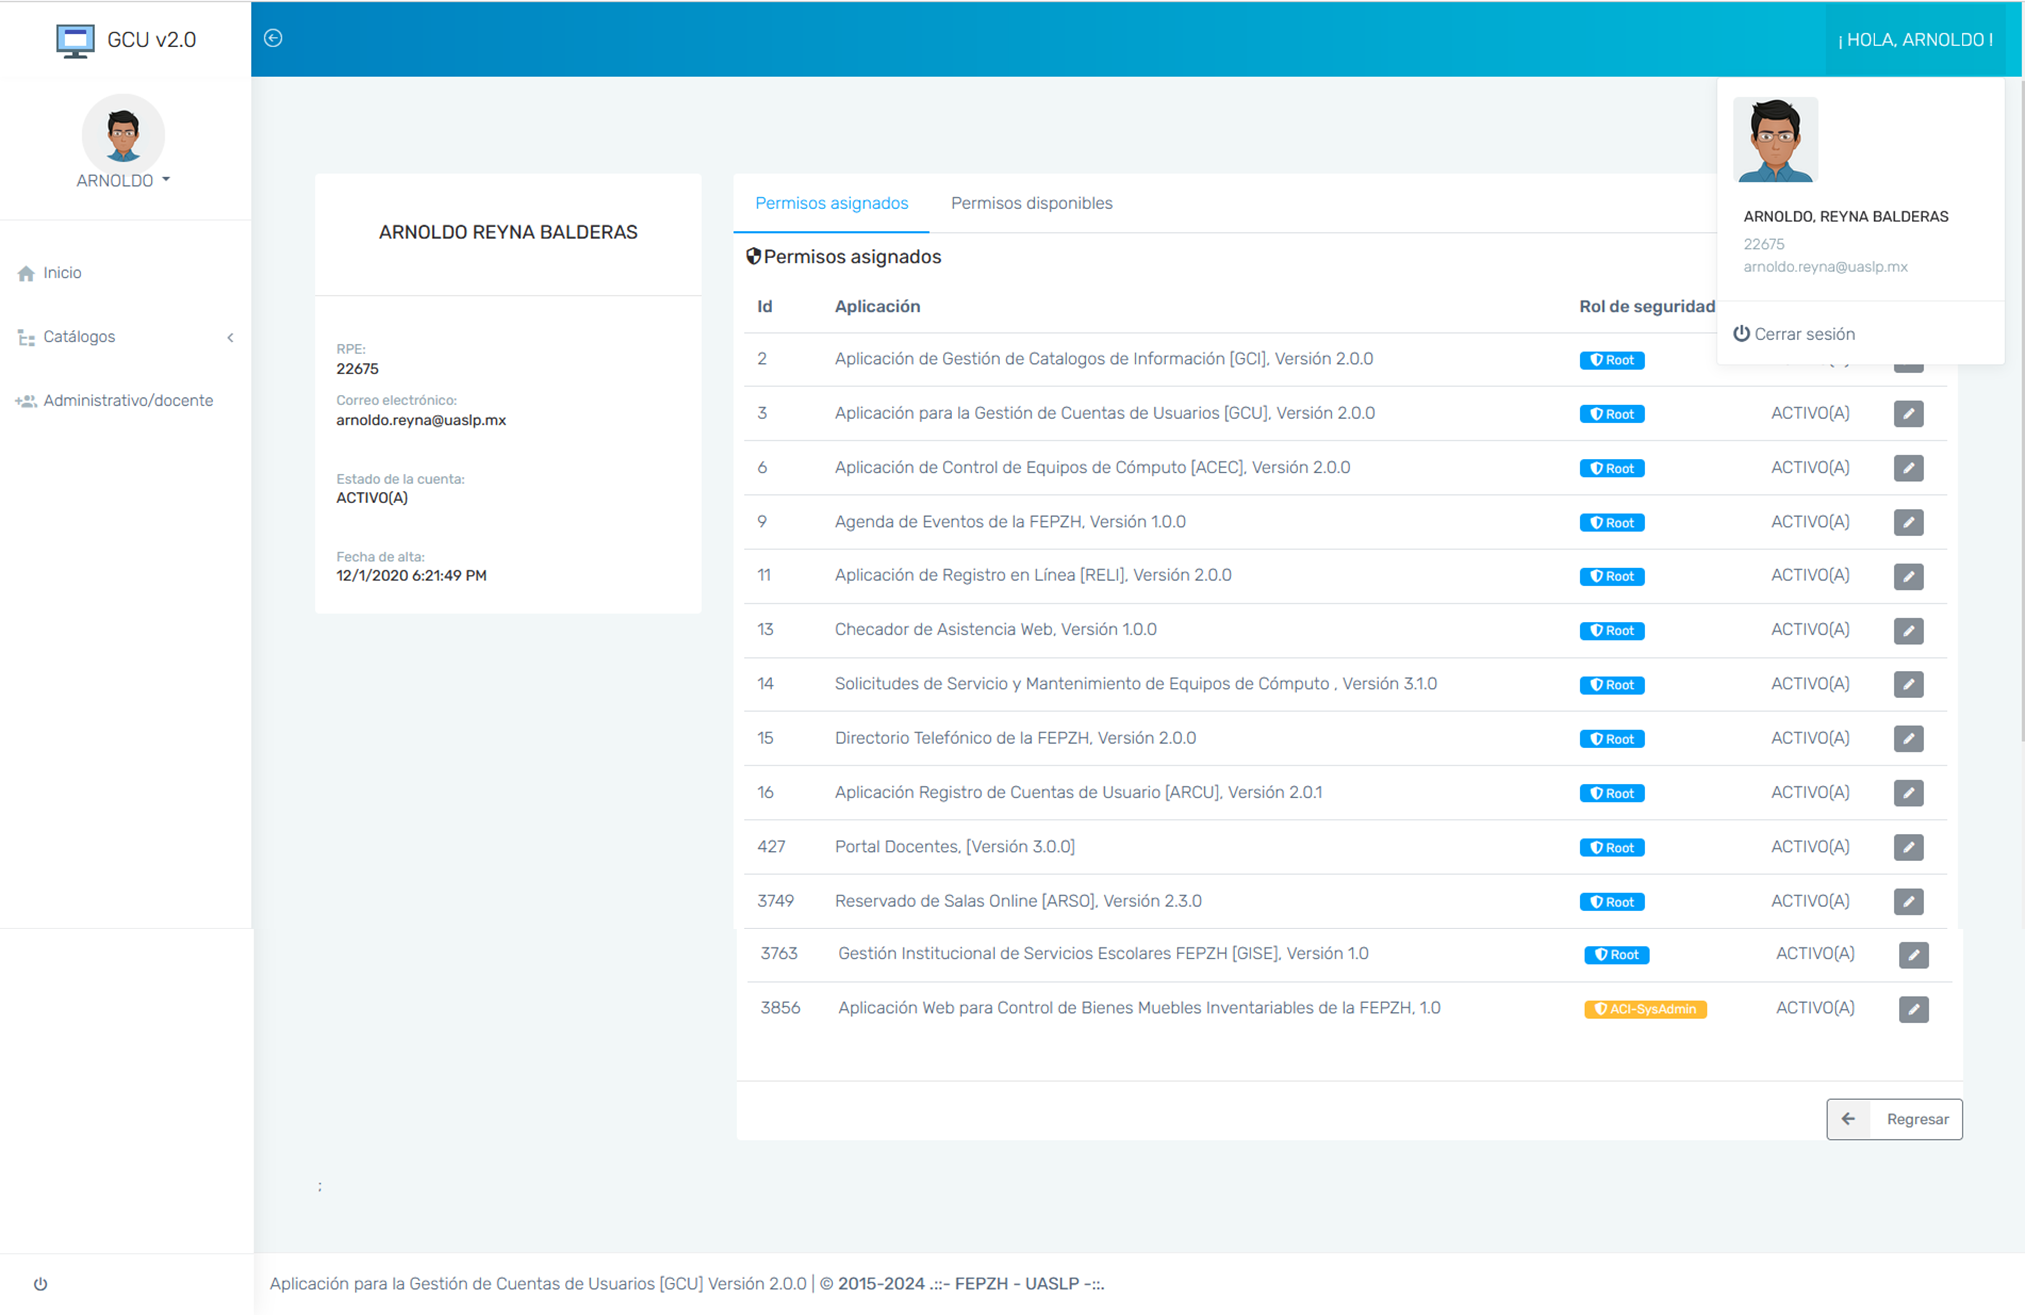 GCU v2.0
¡ HOLA, ARNOLDO !
ARNOLDO
Inicio
Catálogos
Administrativo/docente
ARNOLDO REYNA BALDERAS
RPE:
22675
Correo electrónico:
arnoldo.reyna@uaslp.mx
Estado de la cuenta:
ACTIVO(A)
Fecha de alta:
12/1/2020 6:21:49 PM
Permisos asignados Permisos disponibles
Permisos asignados
Id Aplicación Rol de seguridad
2 Aplicación de Gestión de Catalogos de Información [GCI], Versión 2.0.0 Root
3 Aplicación para la Gestión de Cuentas de Usuarios [GCU], Versión 2.0.0 Root ACTIVO(A)
6 Aplicación de Control de Equipos de Cómputo [ACEC], Versión 2.0.0 Root ACTIVO(A)
9 Agenda de Eventos de la FEPZH, Versión 1.0.0 Root ACTIVO(A)
11 Aplicación de Registro en Línea [RELI], Versión 2.0.0 Root ACTIVO(A)
13 Checador de Asistencia Web, Versión 1.0.0 Root ACTIVO(A)
14 Solicitudes de Servicio y Mantenimiento de Equipos de Cómputo , Versión 3.1.0 Root ACTIVO(A)
15 Directorio Telefónico de la FEPZH, Versión 2.0.0 Root ACTIVO(A)
16 Aplicación Registro de Cuentas de Usuario [ARCU], Versión 2.0.1 Root ACTIVO(A)
427 Portal Docentes, [Versión 3.0.0] Root ACTIVO(A)
3749 Reservado de Salas Online [ARSO], Versión 2.3.0 Root ACTIVO(A)
3763 Gestión Institucional de Servicios Escolares FEPZH [GISE], Versión 1.0 Root ACTIVO(A)
3856 Aplicación Web para Control de Bienes Muebles Inventariables de la FEPZH, 1.0 ACI-SysAdmin ACTIVO(A)
Regresar
ARNOLDO, REYNA BALDERAS
22675
arnoldo.reyna@uaslp.mx
Cerrar sesión
;
Aplicación para la Gestión de Cuentas de Usuarios [GCU] Versión 2.0.0 | © 2015-2024 .::- FEPZH - UASLP -::.